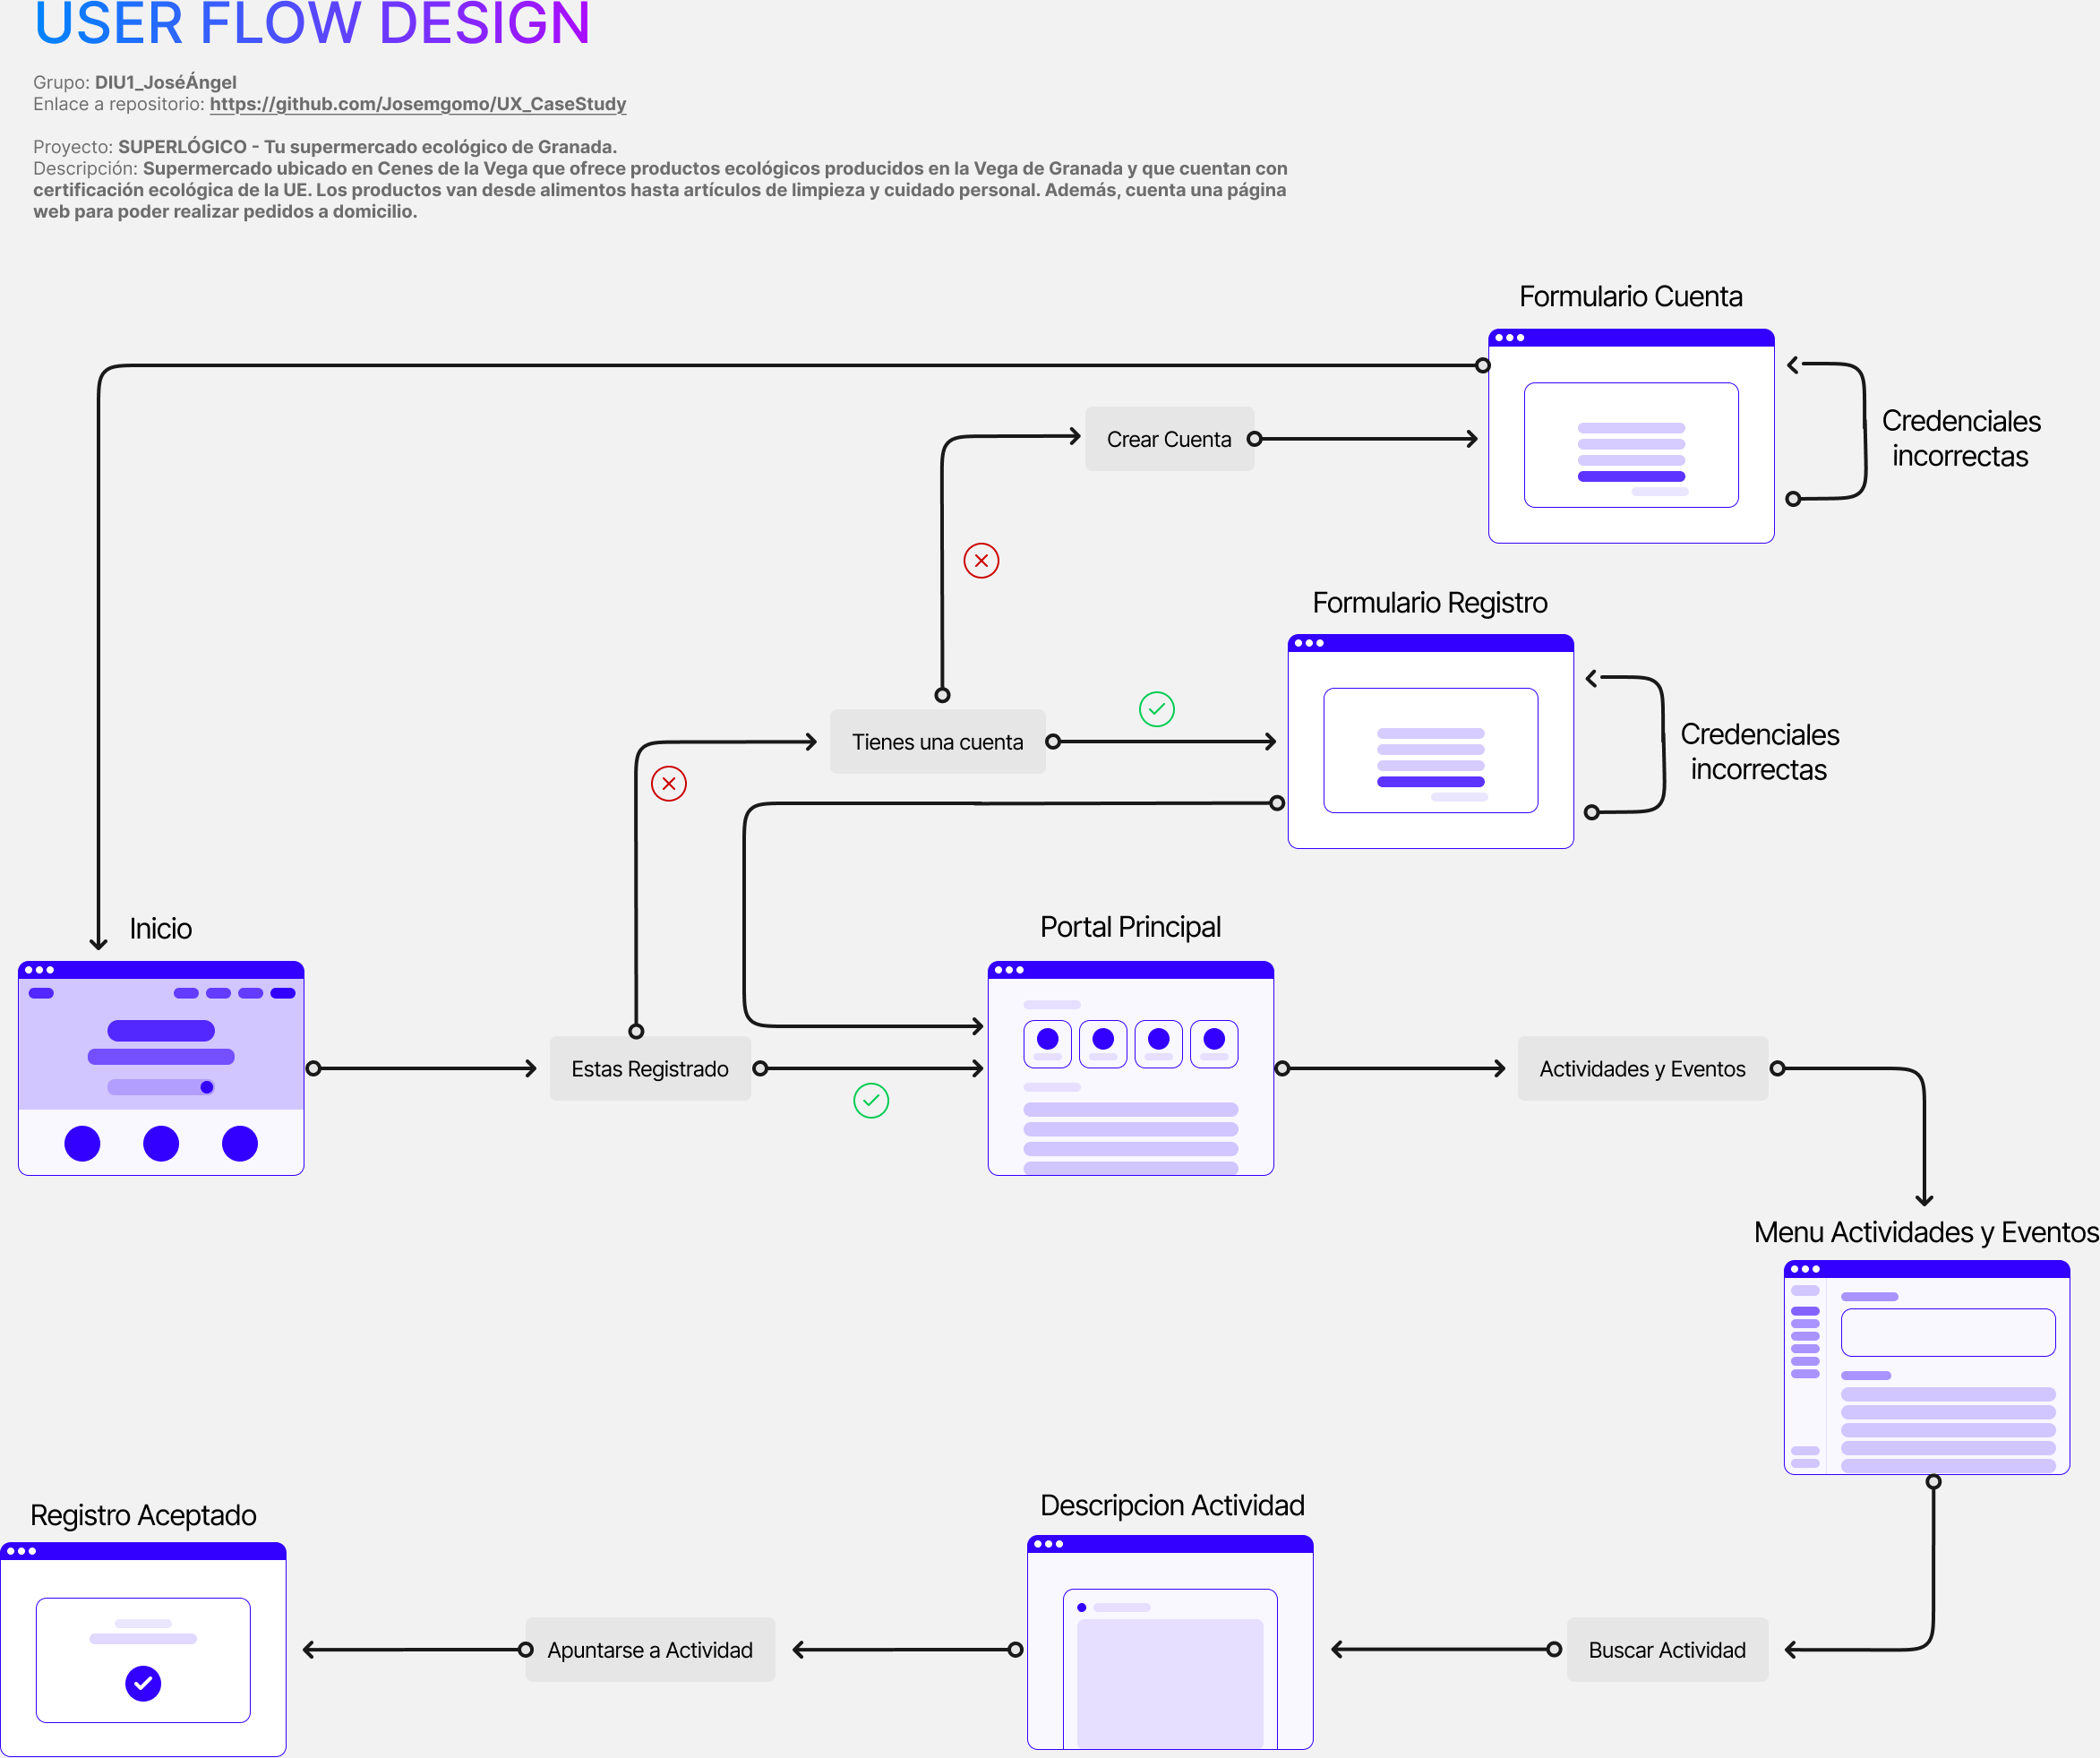 USER FLOW DESIGN
Grupo: DIU1_JoséÁngel
Enlace a repositorio: https://github.com/Josemgomo/UX_CaseStudy
Proyecto: SUPERLÓGICO - Tu supermercado ecológico de Granada.
Descripción: Supermercado ubicado en Cenes de la Vega que ofrece productos ecológicos producidos en la Vega de Granada y que cuentan con
certificación ecológica de la UE. Los productos van desde alimentos hasta artículos de limpieza y cuidado personal. Además, cuenta una página
web para poder realizar pedidos a domicilio.
Formulario Cuenta
Crear Cuenta
Credenciales
incorrectas
Formulario Registro
Tienes una cuenta
Credenciales
incorrectas
Inicio
Portal Principal
Estas Registrado
Actividades y Eventos
Menu Actividades y Eventos
Registro Aceptado
Descripcion Actividad
Apuntarse a Actividad
Buscar Actividad